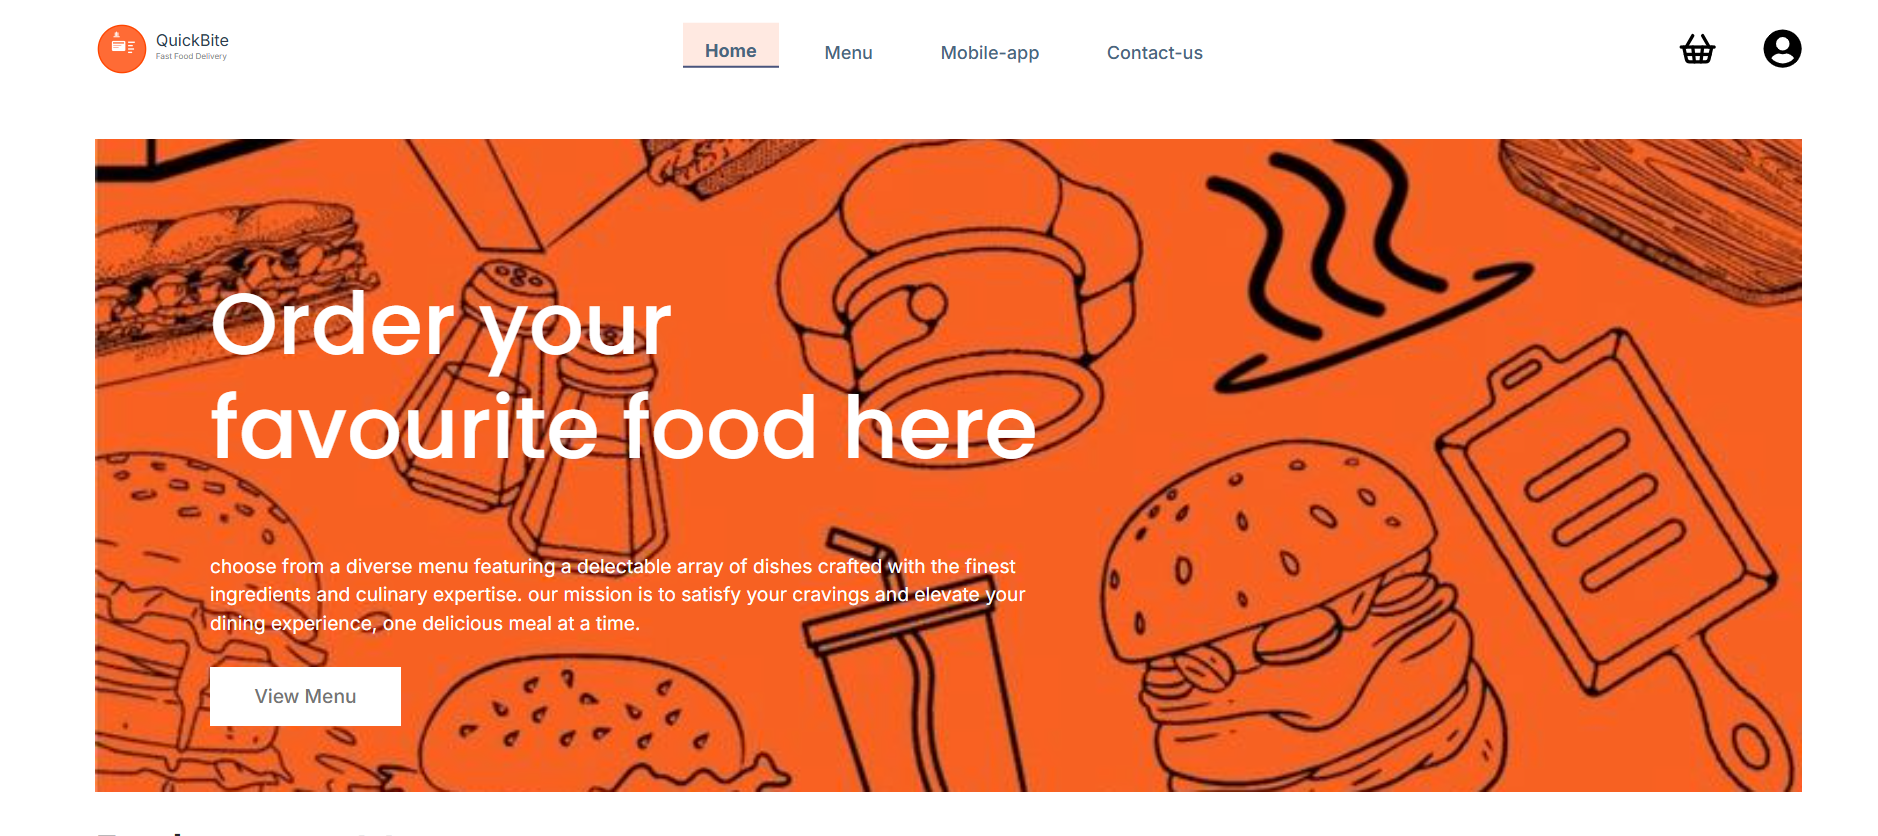 QuickBite
Fast Food Delivery
Home
Menu
Mobile-app
Contact-us
Order your
favourite food here
choose from a diverse menu featuring a delectable array of dishes crafted with the finest
ingredients and culinary expertise. our mission is to satisfy your cravings and elevate your
dining experience, one delicious meal at a time.
View Menu